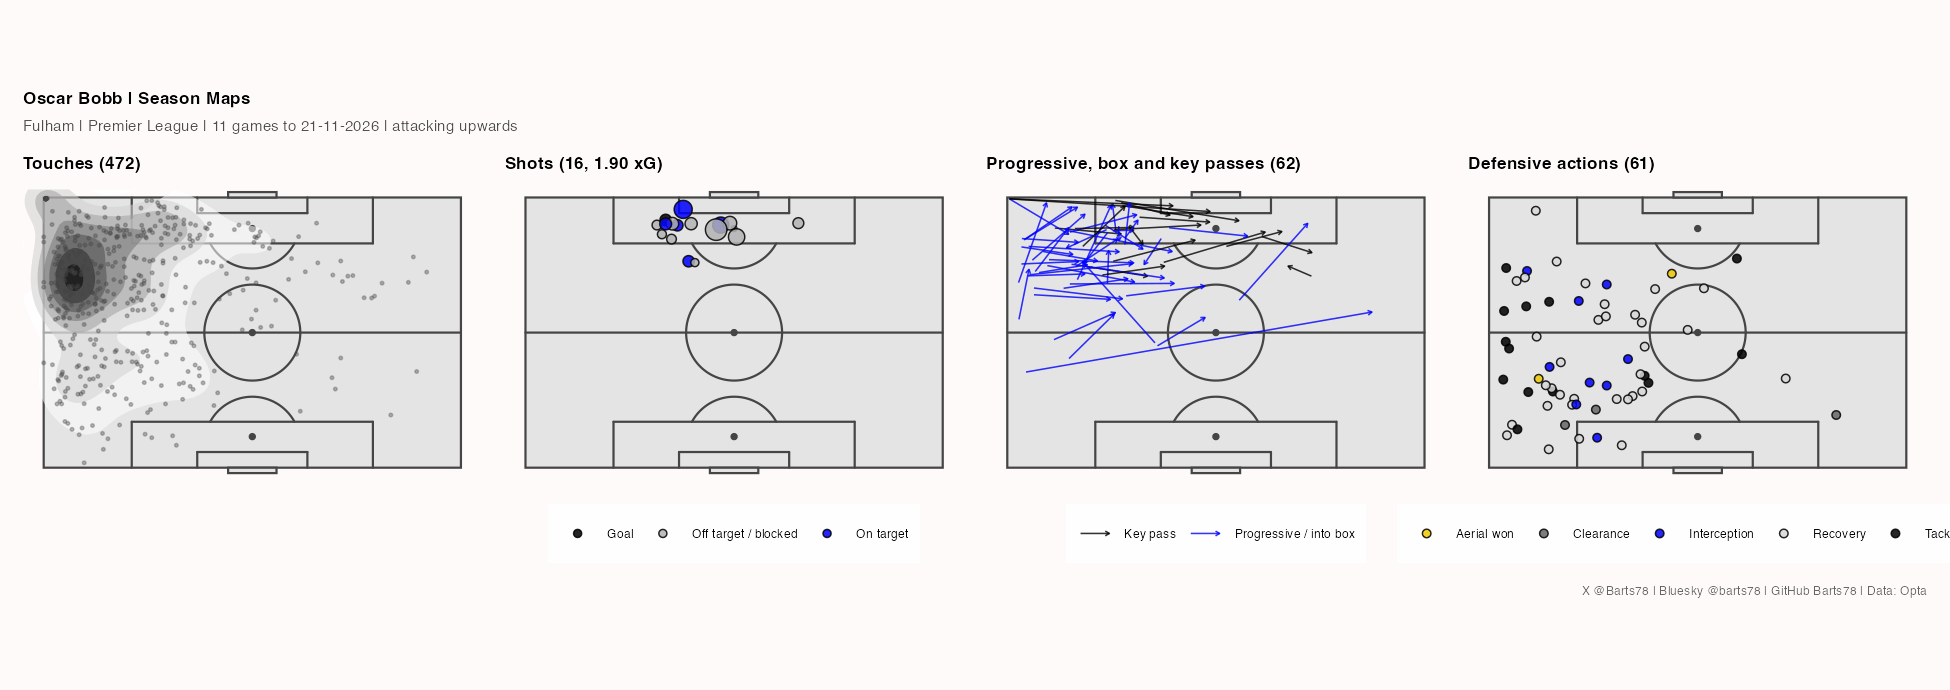 Oscar Bobb | Season Maps
Fulham | Premier League | 11 games to 21-11-2026 | attacking upwards
Touches (472)
Shots (16, 1.90 xG)
Progressive, box and key passes (62)
Defensive actions (61)
Goal
Off target / blocked
On target
Key pass
Progressive / into box
Aerial won
Clearance
Interception
Recovery
Tack
X @Barts78 | Bluesky @barts78 | GitHub Barts78 | Data: Opta